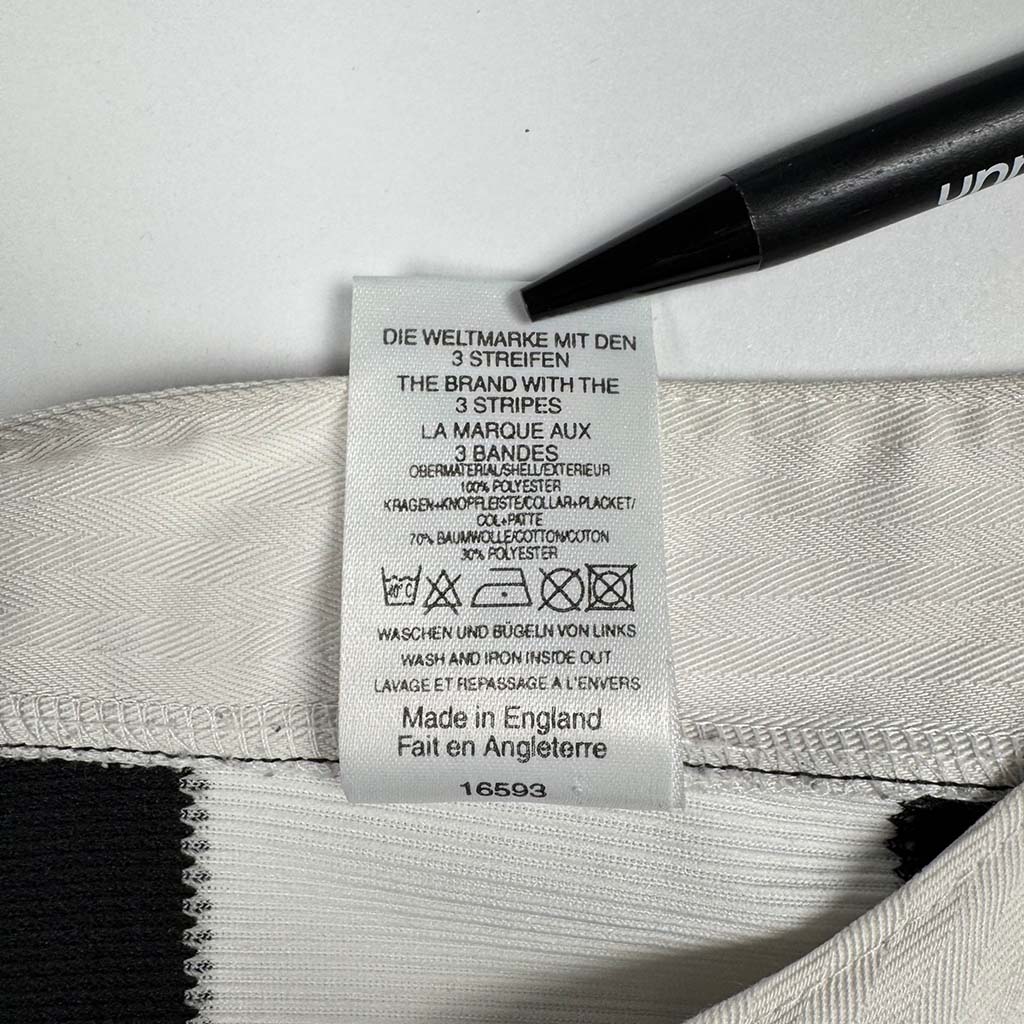 DIE WELTMARKE MIT DEN
3 STREIFEN
THE BRAND WITH THE
3 STRIPES
LA MARQUE AUX
3 BANDES
OBERMATERIAL/SHELL/EXTERIEUR
100% POLYESTER
KRAGEN+KNOPFLEISTE/COLLAR+PLACKET/
COL+PATTE
70% BAUMWOLLE/COTTON/COTON
30% POLYESTER
40°C
WASCHEN UND BÜGELN VON LINKS
WASH AND IRON INSIDE OUT
LAVAGE ET REPASSAGE A L'ENVERS
Made in England
Fait en Angleterre
16593